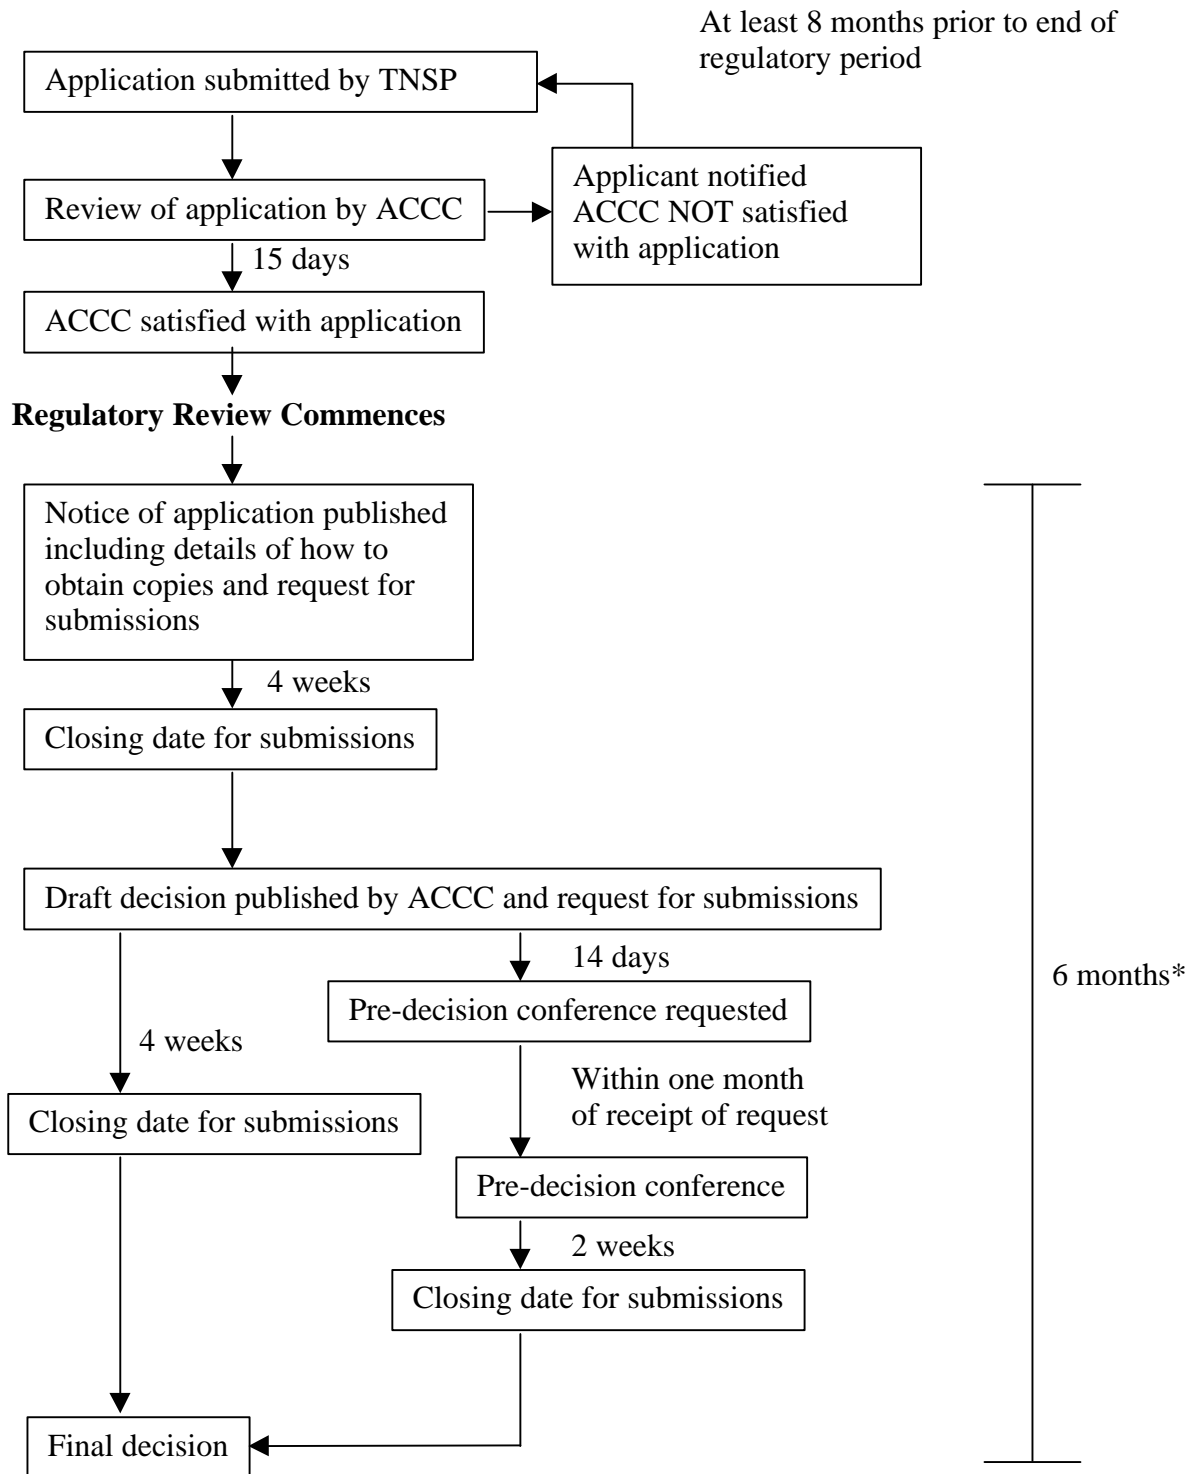 At least 8 months prior to end of
regulatory period
Application submitted by TNSP
Applicant notified
ACCC NOT satisfied
with application
Review of application by ACCC
15 days
ACCC satisfied with application
Regulatory Review Commences
Notice of application published
including details of how to
obtain copies and request for
submissions
4 weeks
Closing date for submissions
Draft decision published by ACCC and request for submissions
14 days
6 months*
Pre-decision conference requested
4 weeks
Within one month
of receipt of request
Closing date for submissions
Pre-decision conference
2 weeks
Closing date for submissions
Final decision